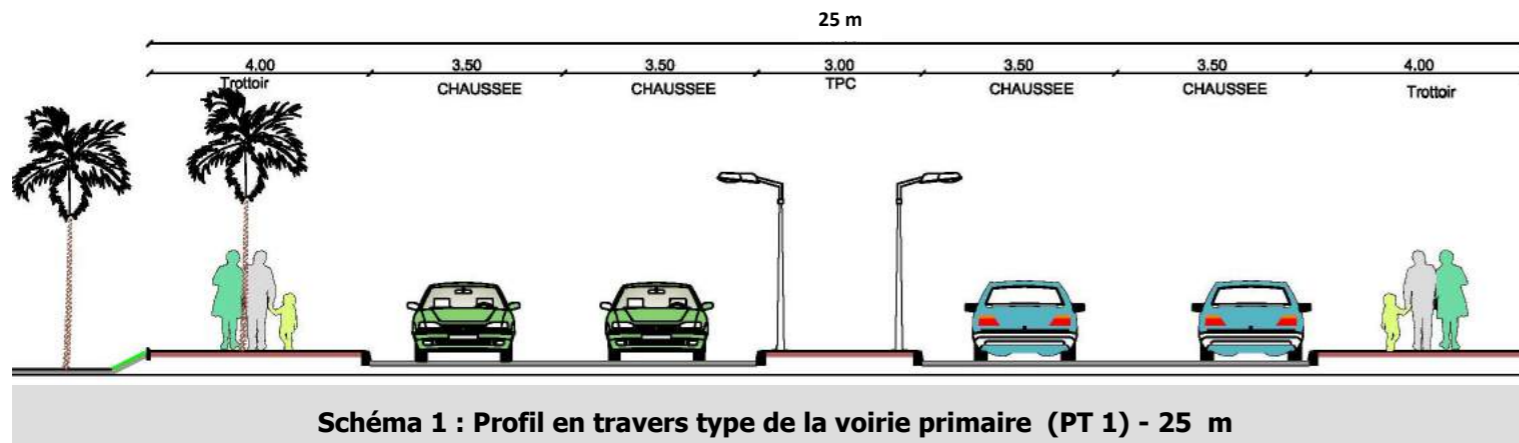 25 m
4.00 3.50 3.50 3.00 3.50 3.50 4.00
Trottoir CHAUSSEE CHAUSSEE TPC CHAUSSEE CHAUSSEE Trottoir
Schéma 1 : Profil en travers type de la voirie primaire (PT 1) - 25 m